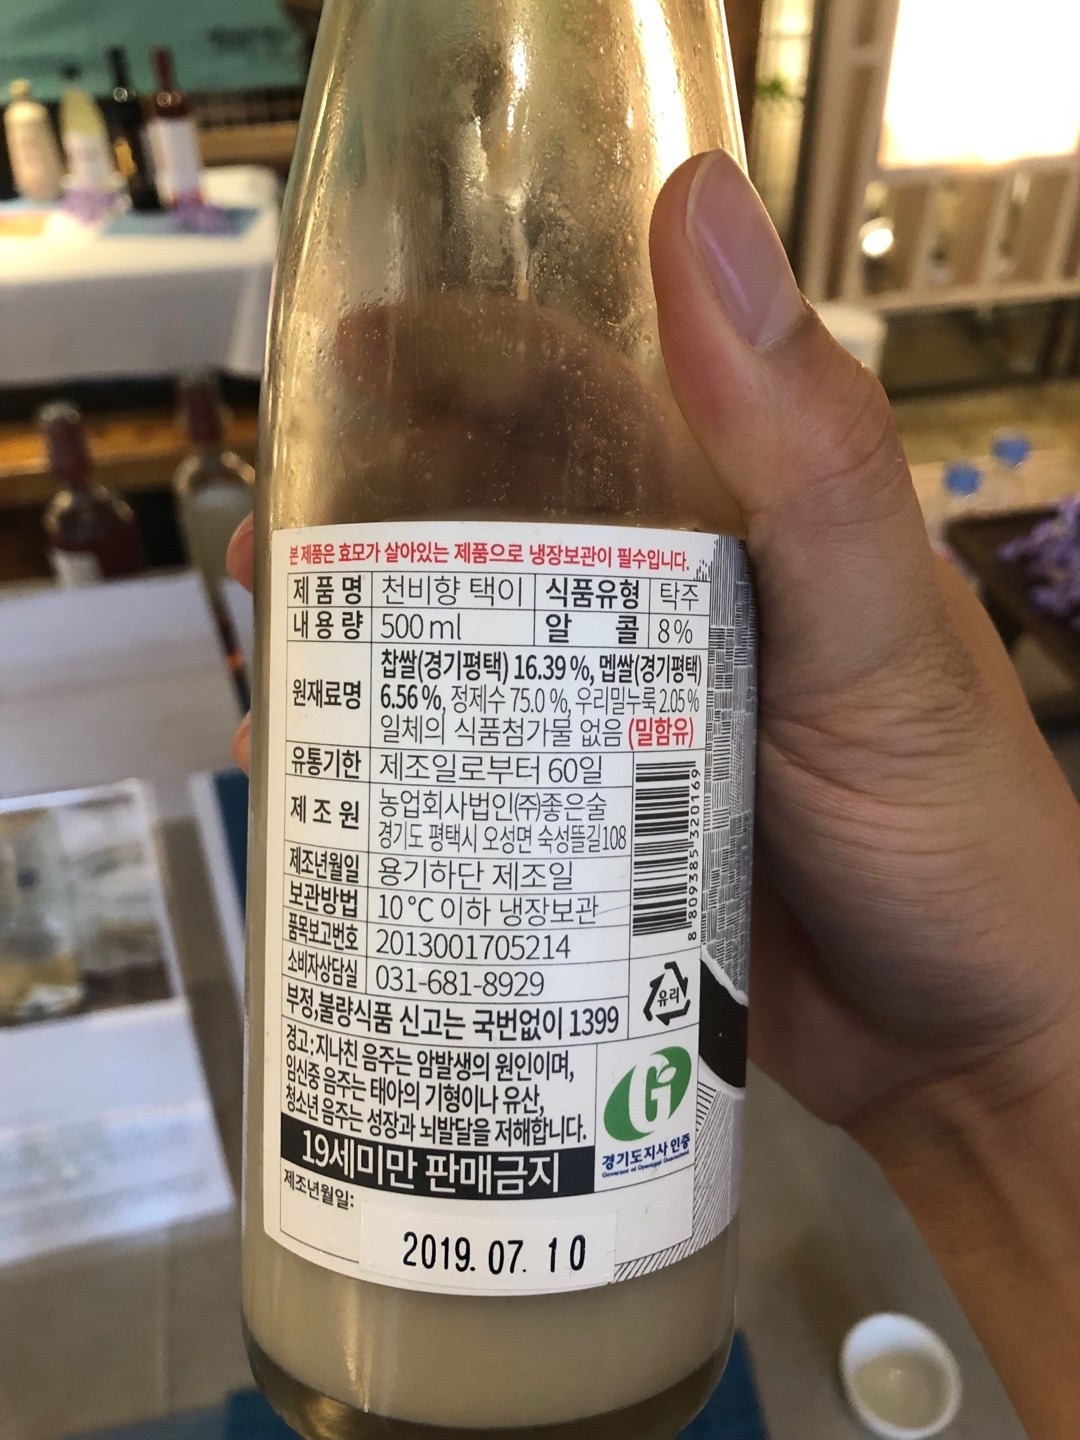 본 제품은 효모가 살아있는 제품으로 냉장보관이 필수입니다.
제품명 천비향 택이 식품유형 탁주
내용량 500ml 알 콜 8%
원재료명 찹쌀(경기평택) 16.39%, 멥쌀(경기평택)
6.56%, 정제수 75.0%, 우리밀누룩 2.05%
일체의 식품첨가물 없음 (밀함유)
유통기한 제조일로부터 60일
제조원 농업회사법인(주)좋은술
경기도 평택시 오성면 숙성뜰길108
제조년월일 용기하단 제조일
보관방법 10℃ 이하 냉장보관
품목보고번호 2013001705214
소비자상담실 031-681-8929
8 809385 320169
유리
부정,불량식품 신고는 국번없이 1399
경고:지나친 음주는 암발생의 원인이며,
임신중 음주는 태아의 기형이나 유산,
청소년 음주는 성장과 뇌발달을 저해합니다.
19세미만 판매금지
G
경기도지사 인증
Governor of Gyeonggi Guaranteed
제조년월일:
2019. 07. 10